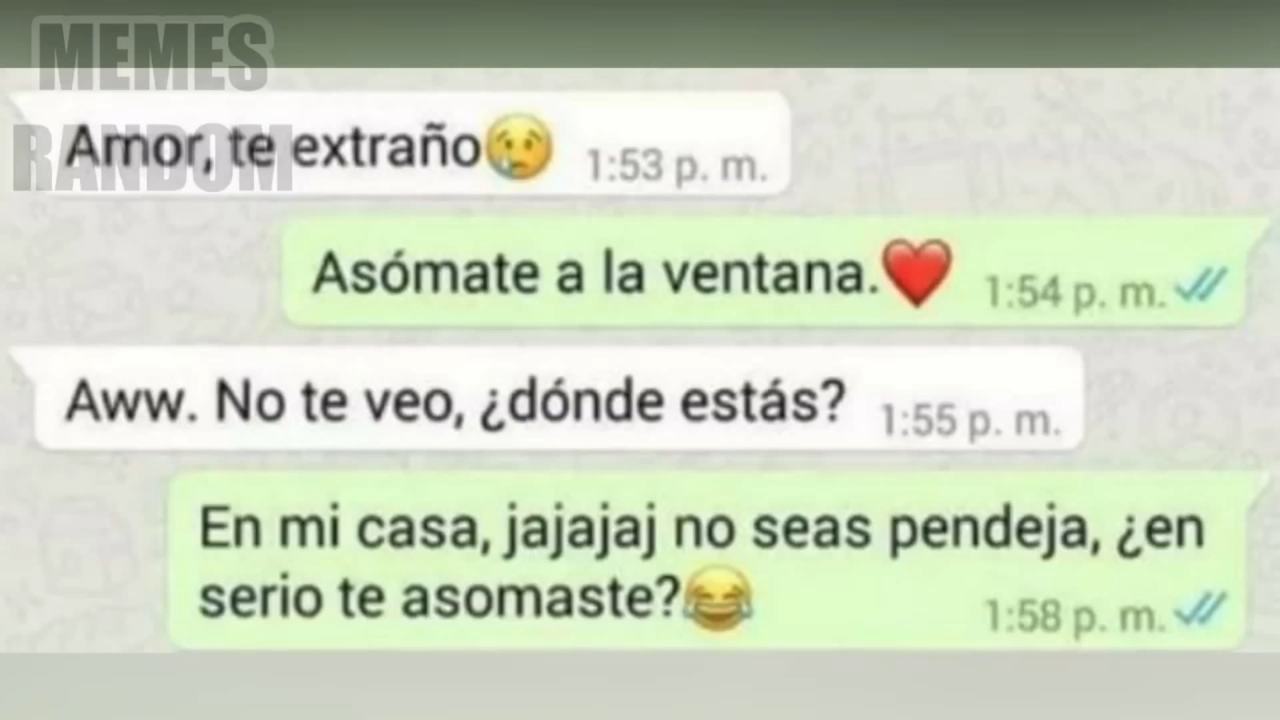 MEMES
RANDOM
Amor, te extraño😢 1:53 p. m.
Asómate a la ventana.❤️ 1:54 p. m.
Aww. No te veo, ¿dónde estás? 1:55 p. m.
En mi casa, jajajaj no seas pendeja, ¿en
serio te asomaste?😂 1:58 p. m.